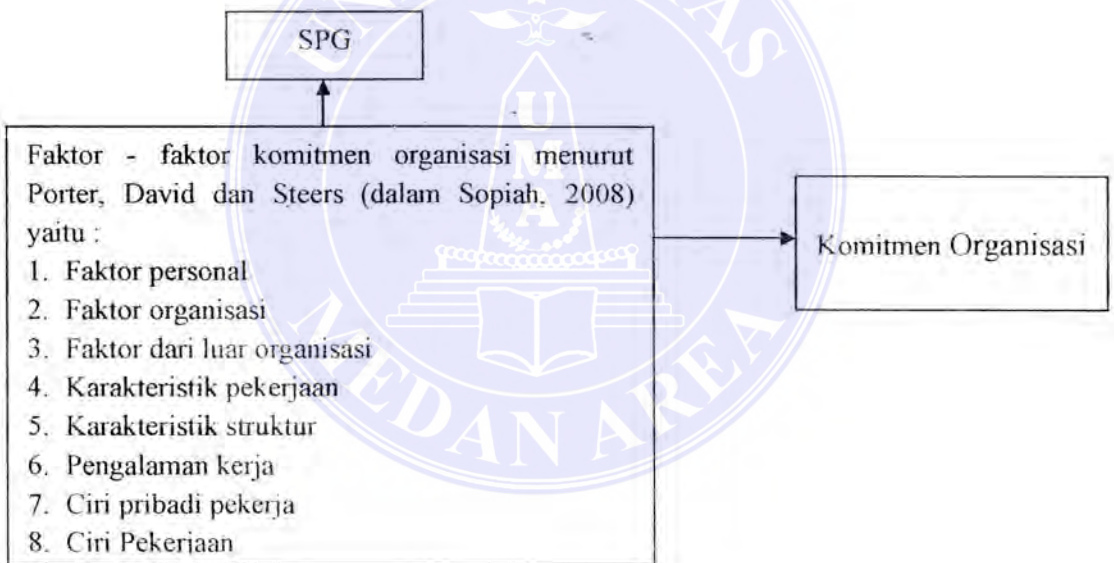 SPG
Faktor - faktor komitmen organisasi menurut
Porter, David dan Steers (dalam Sopiah, 2008)
yaitu :
1. Faktor personal
2. Faktor organisasi
3. Faktor dari luar organisasi
4. Karakteristik pekerjaan
5. Karakteristik struktur
6. Pengalaman kerja
7. Ciri pribadi pekerja
8. Ciri Pekerjaan
Komitmen Organisasi
UMA
MEDAN AREA